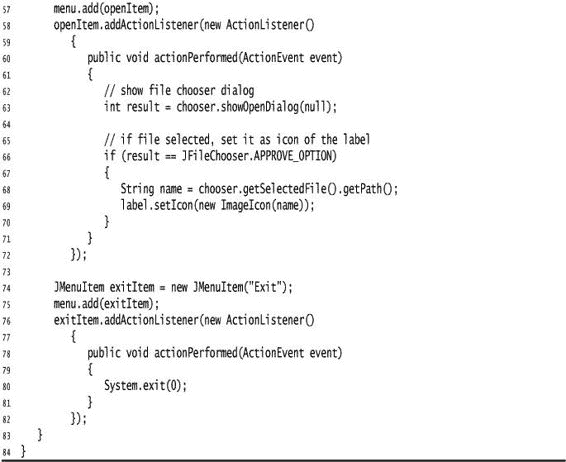 57 menu.add(openItem);
58 openItem.addActionListener(new ActionListener()
59 {
60 public void actionPerformed(ActionEvent event)
61 {
62 // show file chooser dialog
63 int result = chooser.showOpenDialog(null);
64
65 // if file selected, set it as icon of the label
66 if (result == JFileChooser.APPROVE_OPTION)
67 {
68 String name = chooser.getSelectedFile().getPath();
69 label.setIcon(new ImageIcon(name));
70 }
71 }
72 });
73
74 JMenuItem exitItem = new JMenuItem("Exit");
75 menu.add(exitItem);
76 exitItem.addActionListener(new ActionListener()
77 {
78 public void actionPerformed(ActionEvent event)
79 {
80 System.exit(0);
81 }
82 });
83 }
84 }